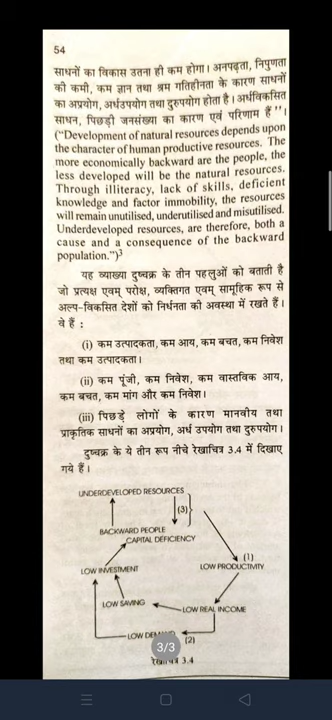 54
साधनों का विकास उतना ही कम होगा। अनपढ़ता, निपुणता
की कमी, कम ज्ञान तथा श्रम गतिहीनता के कारण साधनों
का अप्रयोग, अर्धउपयोग तथा दुरुपयोग होता है। अर्धविकसित
साधन, पिछड़ी जनसंख्या का कारण एवं परिणाम हैं''।
("Development of natural resources depends upon
the character of human productive resources. The
more economically backward are the people, the
less developed will be the natural resources.
Through illiteracy, lack of skills, deficient
knowledge and factor immobility, the resources
will remain unutilised, underutilised and misutilised.
Underdeveloped resources, are therefore, both a
cause and a consequence of the backward
population.")3
यह व्याख्या दुष्चक्र के तीन पहलुओं को बताती है
जो प्रत्यक्ष एवम् परोक्ष, व्यक्तिगत एवम् सामूहिक रूप से
अल्प-विकसित देशों को निर्धनता की अवस्था में रखते हैं।
वे हैं :
(i) कम उत्पादकता, कम आय, कम बचत, कम निवेश
तथा कम उत्पादकता।
(ii) कम पूंजी, कम निवेश, कम वास्तविक आय,
कम बचत, कम मांग और कम निवेश।
(iii) पिछड़े लोगों के कारण मानवीय तथा
प्राकृतिक साधनों का अप्रयोग, अर्ध उपयोग तथा दुरुपयोग।
दुष्चक्र के ये तीन रूप नीचे रेखाचित्र 3.4 में दिखाए
गये हैं।
UNDERDEVELOPED RESOURCES
(3)
BACKWARD PEOPLE
CAPITAL DEFICIENCY
(1)
LOW INVESTMENT
LOW PRODUCTIVITY
LOW SAVING
LOW REAL INCOME
LOW DEMAND
(2)
3/3
रेखाचित्र 3.4